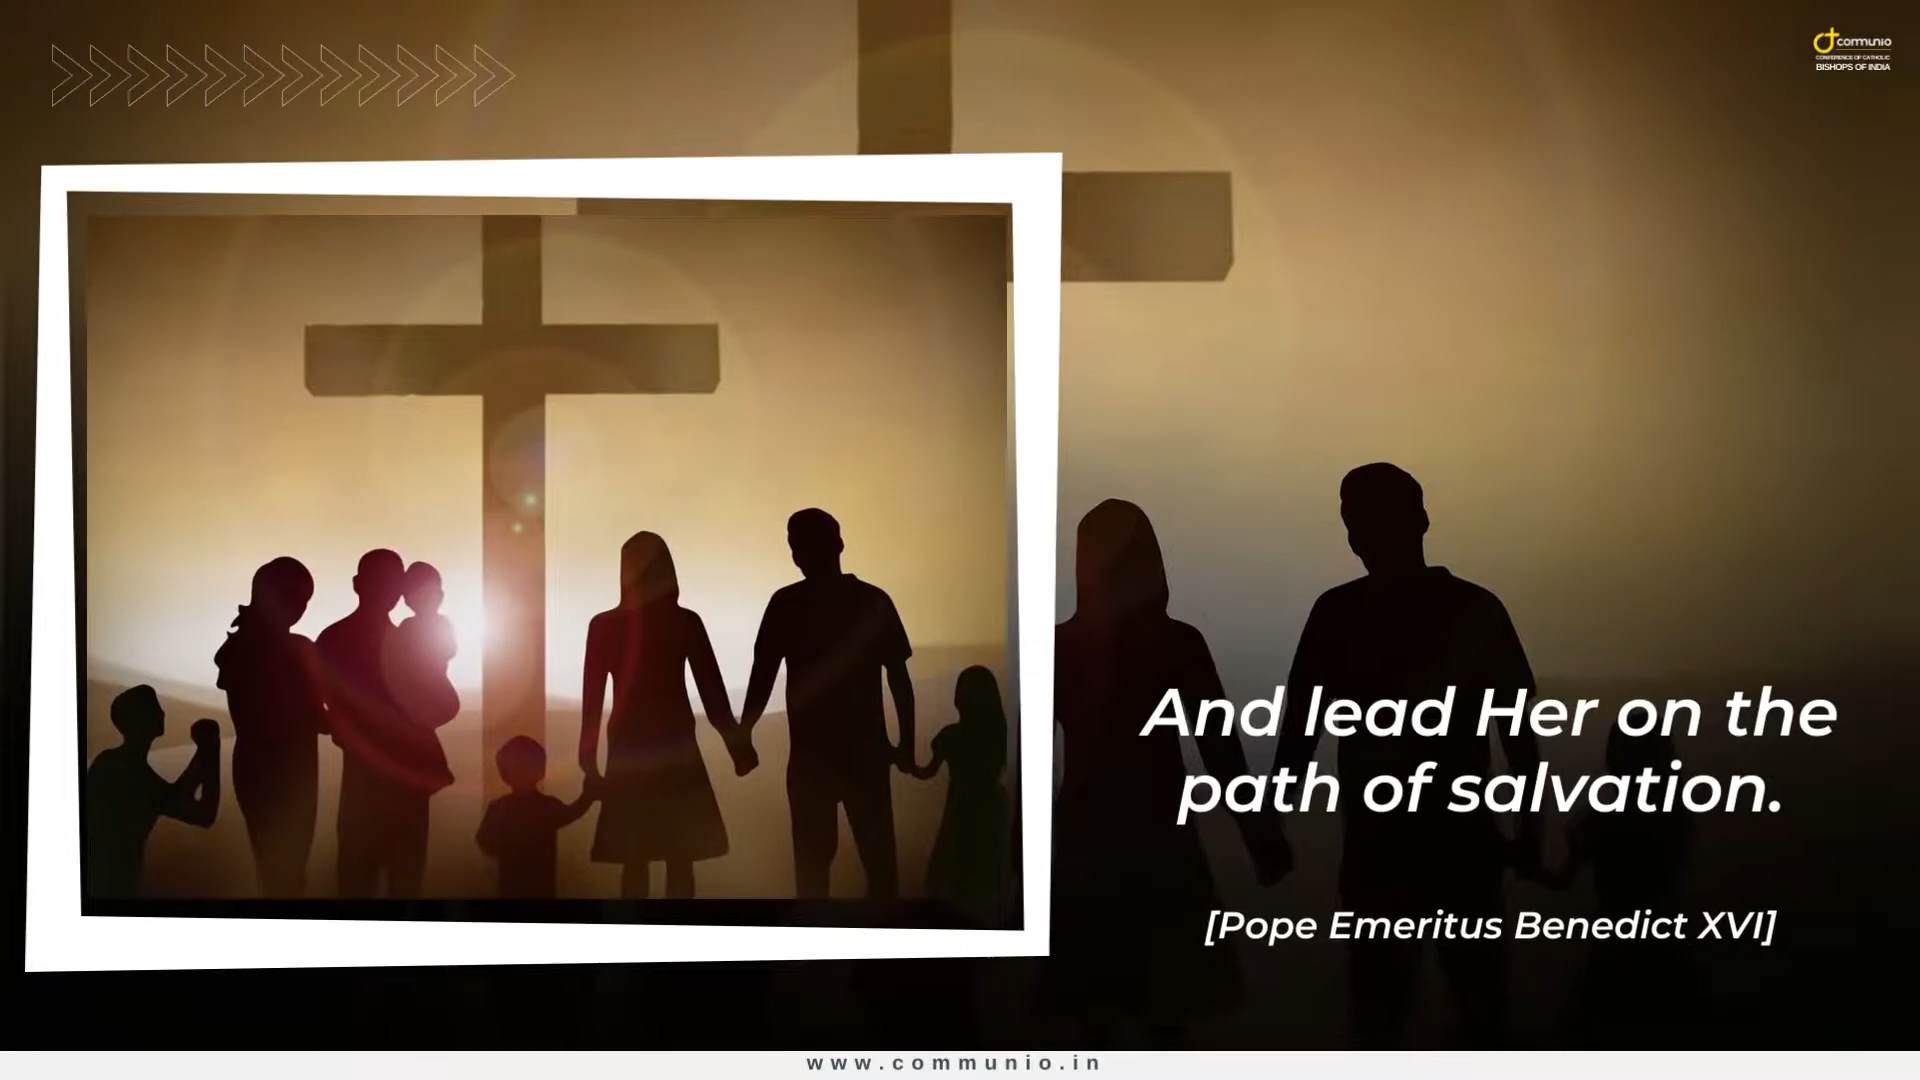 communio
CONFERENCE OF CATHOLIC
BISHOPS OF INDIA
And lead Her on the
path of salvation.
[Pope Emeritus Benedict XVI]
www.communio.in